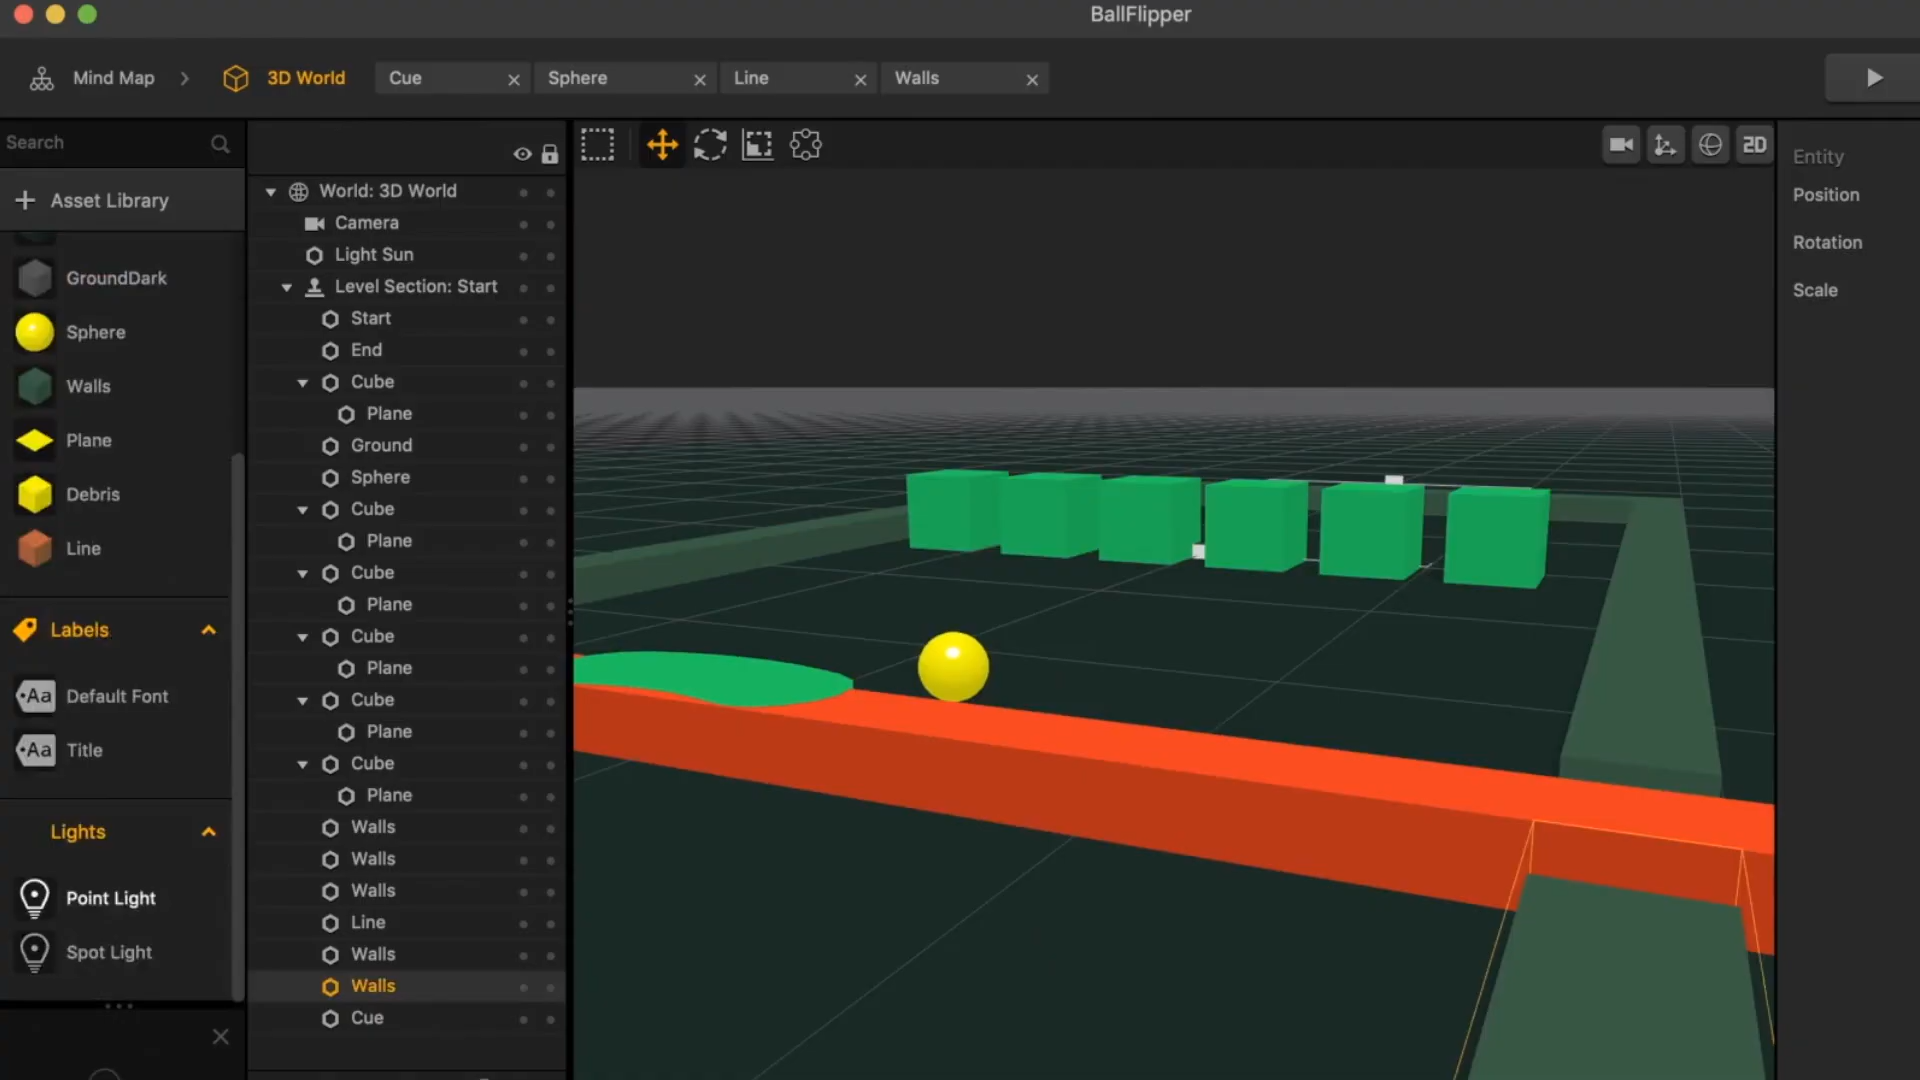 BallFlipper
Mind Map
3D World
Cue
Sphere
Line
Walls
Search
2D
Entity
Position
Rotation
Scale
Asset Library
GroundDark
Sphere
Walls
Plane
Debris
Line
Labels
Aa Default Font
Aa Title
Lights
Point Light
Spot Light
World: 3D World
Camera
Light Sun
Level Section: Start
Start
End
Cube
Plane
Ground
Sphere
Cube
Plane
Cube
Plane
Cube
Plane
Cube
Plane
Cube
Plane
Walls
Walls
Walls
Line
Walls
Walls
Cue